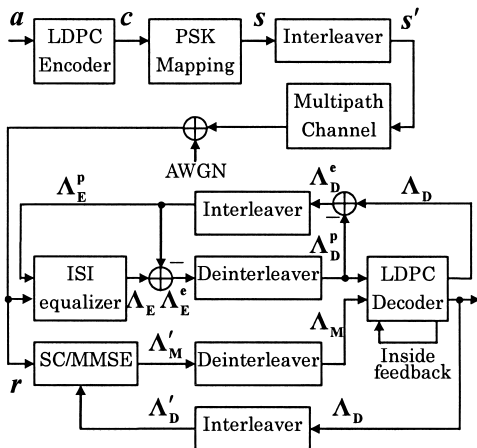 a
LDPC
Encoder
c
PSK
Mapping
s
Interleaver
s′
Multipath
Channel
AWGN
Λ_E^p
Interleaver
Λ_D^e
Λ_D
−
Λ_D^p
ISI
equalizer
Λ_E
−
Λ_E^e
Deinterleaver
LDPC
Decoder
r
SC/MMSE
Λ′_M
Deinterleaver
Λ_M
Inside
feedback
Λ′_D
Interleaver
Λ_D